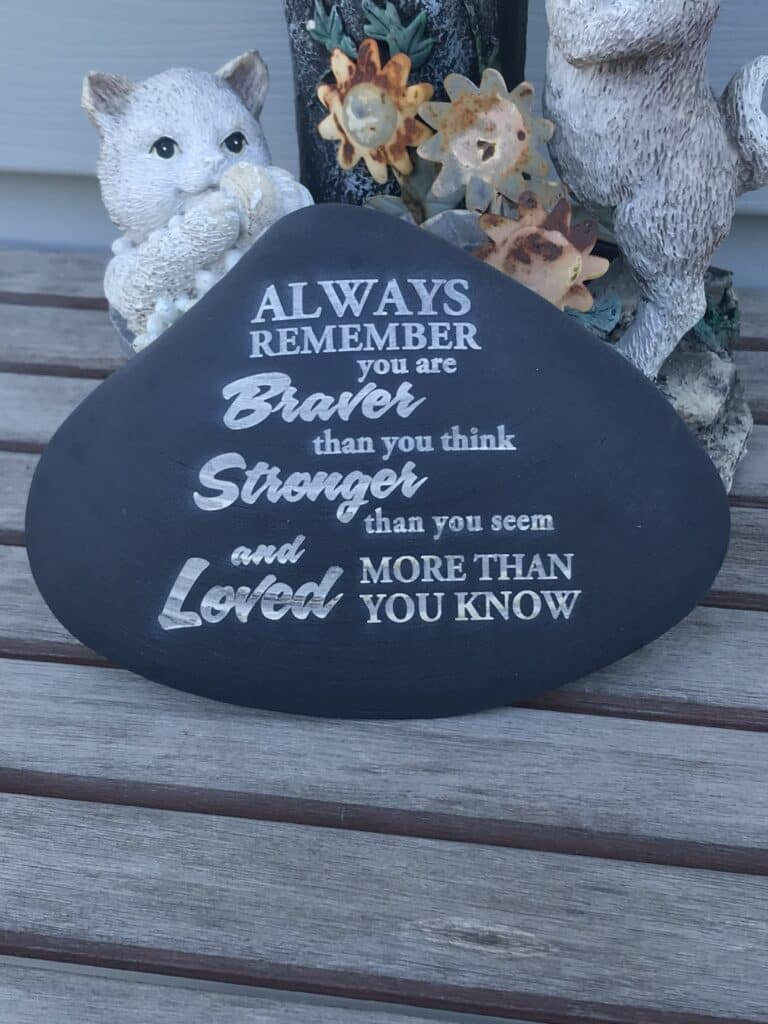 ALWAYS
REMEMBER
you are
Braver
than you think
Stronger
than you seem
and
Loved MORE THAN
YOU KNOW